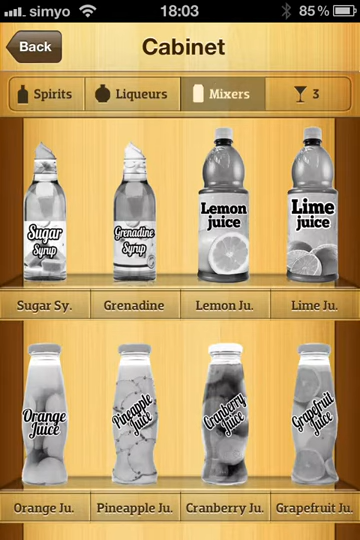 simyo 18:03 85%
Back Cabinet
Spirits Liqueurs Mixers 3
Sugar
Syrup
Grenadine
Syrup
Lemon
juice
Lime
juice
Sugar Sy. Grenadine Lemon Ju. Lime Ju.
Orange
Juice
Pineapple
Juice
Cranberry
Juice
Grapefruit
Juice
Orange Ju. Pineapple Ju. Cranberry Ju. Grapefruit Ju.